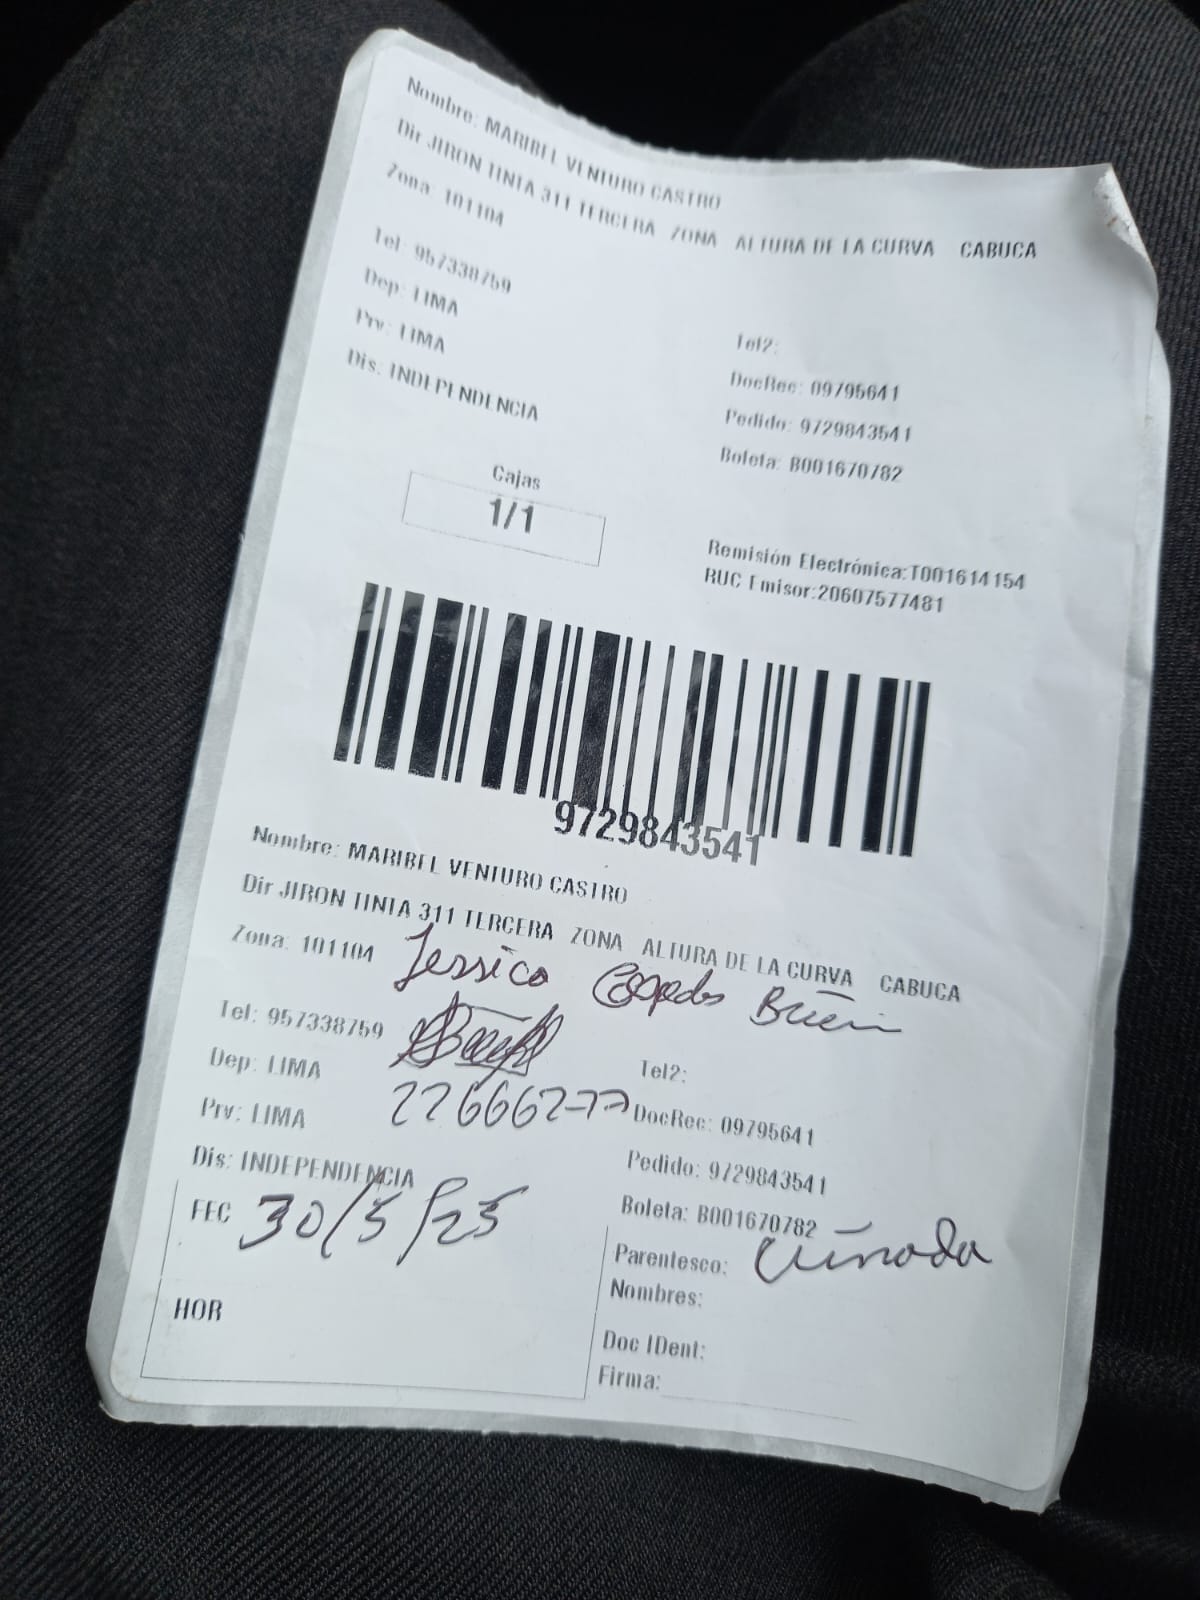 Nombre: MARIBEL VENTURO CASTRO
Dir JIRON TINTA 311 TERCERA ZONA ALTURA DE LA CURVA CABUCA
Zona: 101104
Tel: 957338759
Dep: LIMA
Prv: LIMA
Dis: INDEPENDENCIA
Tel2:
DocRec: 09795641
Pedido: 9729843541
Boleta: B001670782
Cajas
1/1
Remisión Electrónica:T001614154
RUC Emisor:20607577481
9729843541
Nombre: MARIBEL VENTURO CASTRO
Dir JIRON TINTA 311 TERCERA ZONA ALTURA DE LA CURVA CABUCA
Zona: 101104
Jessica
Tel: 957338759
Dep: LIMA
Prv: LIMA
Dis: INDEPENDENCIA
Tel2:
DocRec: 09795641
Pedido: 9729843541
Boleta: B001670782
FEC 30/5/25
HOR
Parentesco: cuñada
Nombres:
Doc IDent:
Firma: